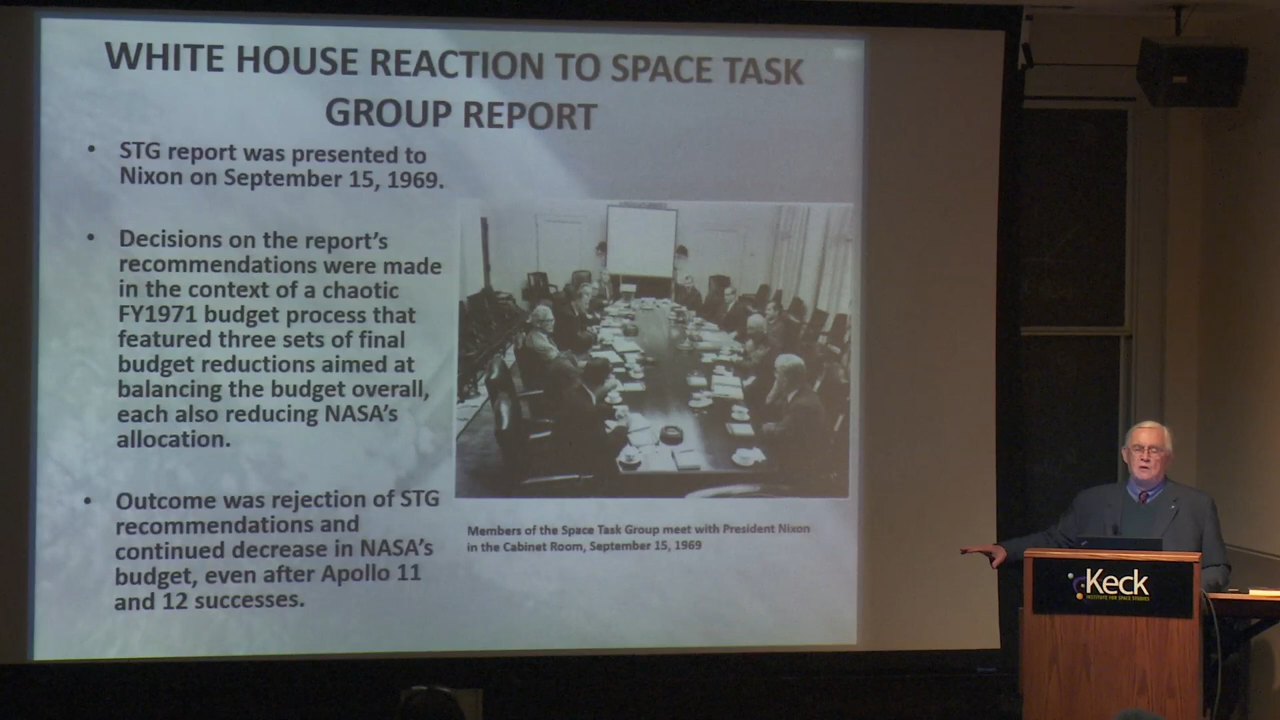 WHITE HOUSE REACTION TO SPACE TASK
GROUP REPORT
• STG report was presented to
Nixon on September 15, 1969.
• Decisions on the report's
recommendations were made
in the context of a chaotic
FY1971 budget process that
featured three sets of final
budget reductions aimed at
balancing the budget overall,
each also reducing NASA's
allocation.
• Outcome was rejection of STG
recommendations and
continued decrease in NASA's
budget, even after Apollo 11
and 12 successes.
Members of the Space Task Group meet with President Nixon
in the Cabinet Room, September 15, 1969
Keck
INSTITUTE FOR SPACE STUDIES